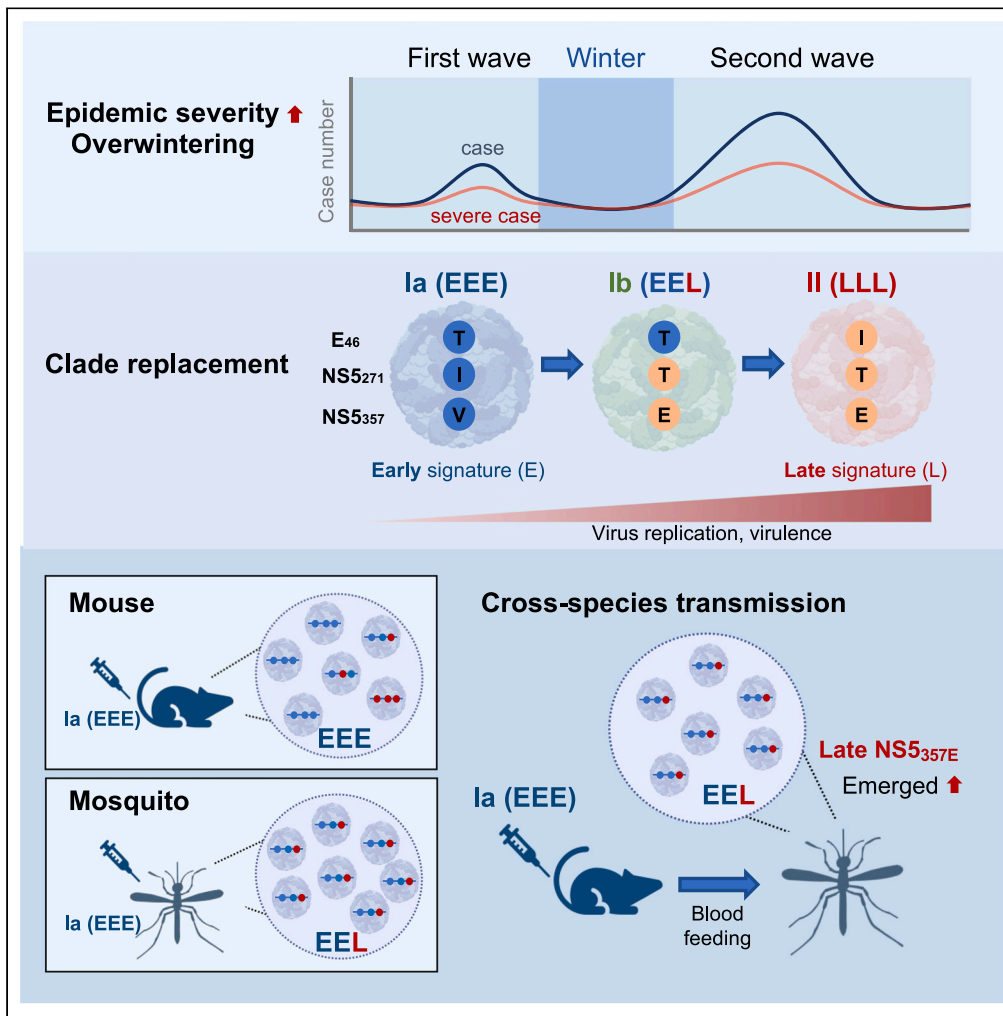 First wave
Winter
Second wave
Epidemic severity
Overwintering
Case number
case
severe case
Ia (EEE)
Ib (EEL)
II (LLL)
Clade replacement
E46
T
T
I
NS5271
I
T
T
NS5357
V
E
E
Early signature (E)
Late signature (L)
Virus replication, virulence
Mouse
Ia (EEE)
EEE
Mosquito
Ia (EEE)
EEL
Cross-species transmission
EEL
Late NS5357E
Emerged
Ia (EEE)
Blood
feeding